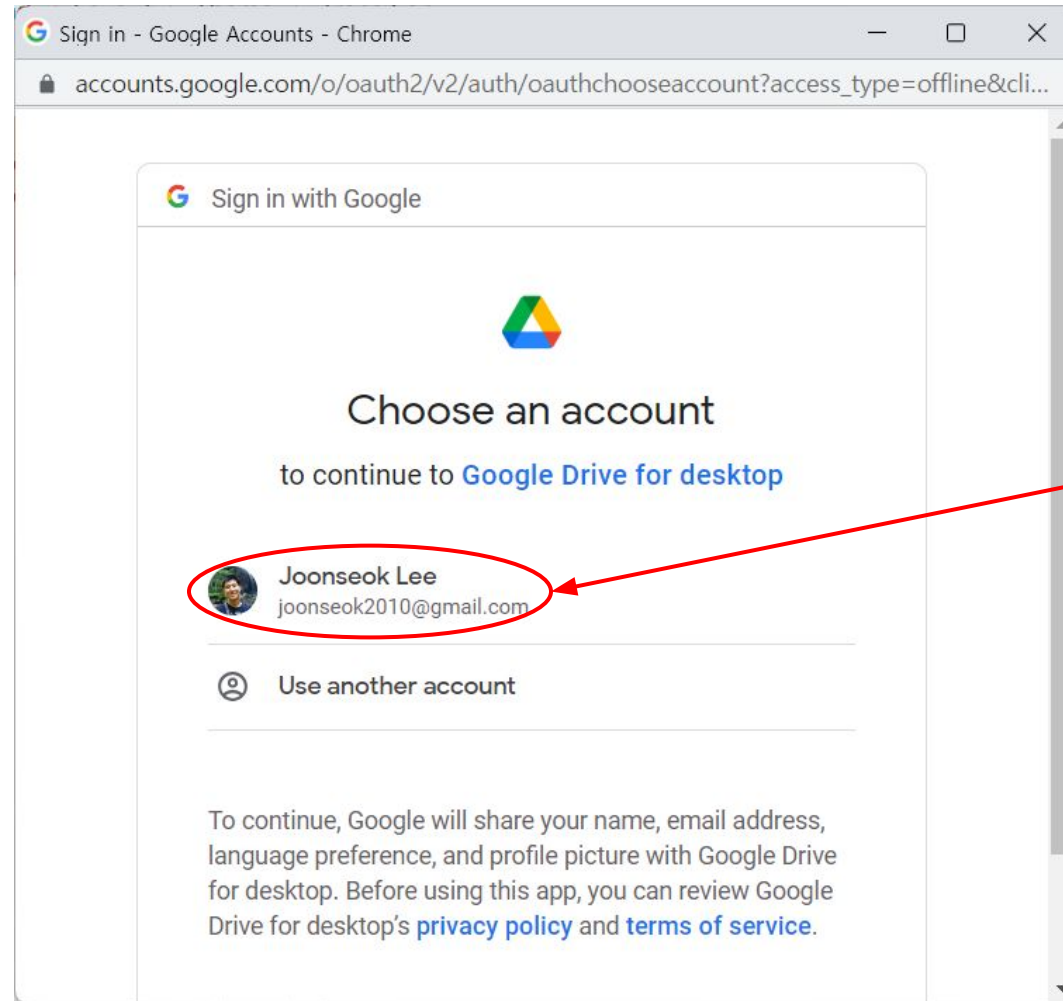 Sign in - Google Accounts - Chrome
accounts.google.com/o/oauth2/v2/auth/oauthchooseaccount?access_type=offline&cli...
Sign in with Google
Choose an account
to continue to Google Drive for desktop
Joonseok Lee
joonseok2010@gmail.com
Use another account
To continue, Google will share your name, email address,
language preference, and profile picture with Google Drive
for desktop. Before using this app, you can review Google
Drive for desktop's privacy policy and terms of service.